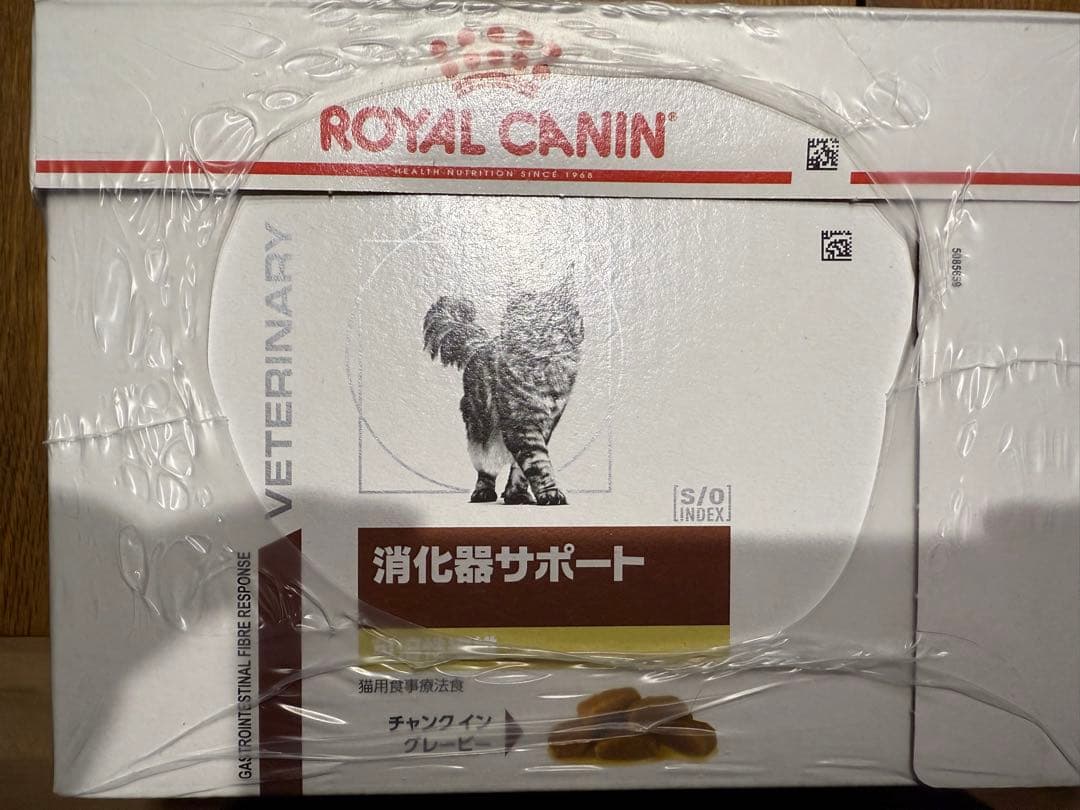 ROYAL CANIN®
HEALTH NUTRITION SINCE 1968
5085659
VETERINARY
S/O
INDEX
消化器サポート
GASTROINTESTINAL FIBRE RESPONSE
猫用食事療法食
チャンク イン
グレービー